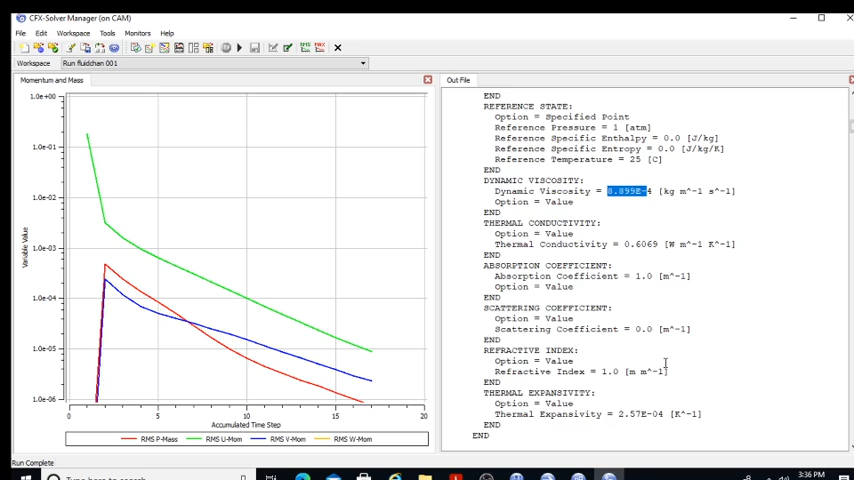 CFX-Solver Manager (on CAM)
File Edit Workspace Tools Monitors Help
Workspace Run fluidchan 001
Momentum and Mass
Out File
1.0e+00
1.0e-01
1.0e-02
1.0e-03
1.0e-04
1.0e-05
1.0e-06
Variable Value
0 5 10 15 20
Accumulated Time Step
RMS P-Mass RMS U-Mom RMS V-Mom RMS W-Mom
END
REFERENCE STATE:
Option = Specified Point
Reference Pressure = 1 [atm]
Reference Specific Enthalpy = 0.0 [J/kg]
Reference Specific Entropy = 0.0 [J/kg/K]
Reference Temperature = 25 [C]
END
DYNAMIC VISCOSITY:
Dynamic Viscosity = 8.899E-4 [kg m^-1 s^-1]
Option = Value
END
THERMAL CONDUCTIVITY:
Option = Value
Thermal Conductivity = 0.6069 [W m^-1 K^-1]
END
ABSORPTION COEFFICIENT:
Absorption Coefficient = 1.0 [m^-1]
Option = Value
END
SCATTERING COEFFICIENT:
Option = Value
Scattering Coefficient = 0.0 [m^-1]
END
REFRACTIVE INDEX:
Option = Value
Refractive Index = 1.0 [m m^-1]
END
THERMAL EXPANSIVITY:
Option = Value
Thermal Expansivity = 2.57E-04 [K^-1]
END
END
Run Complete
Type here to search
3:36 PM